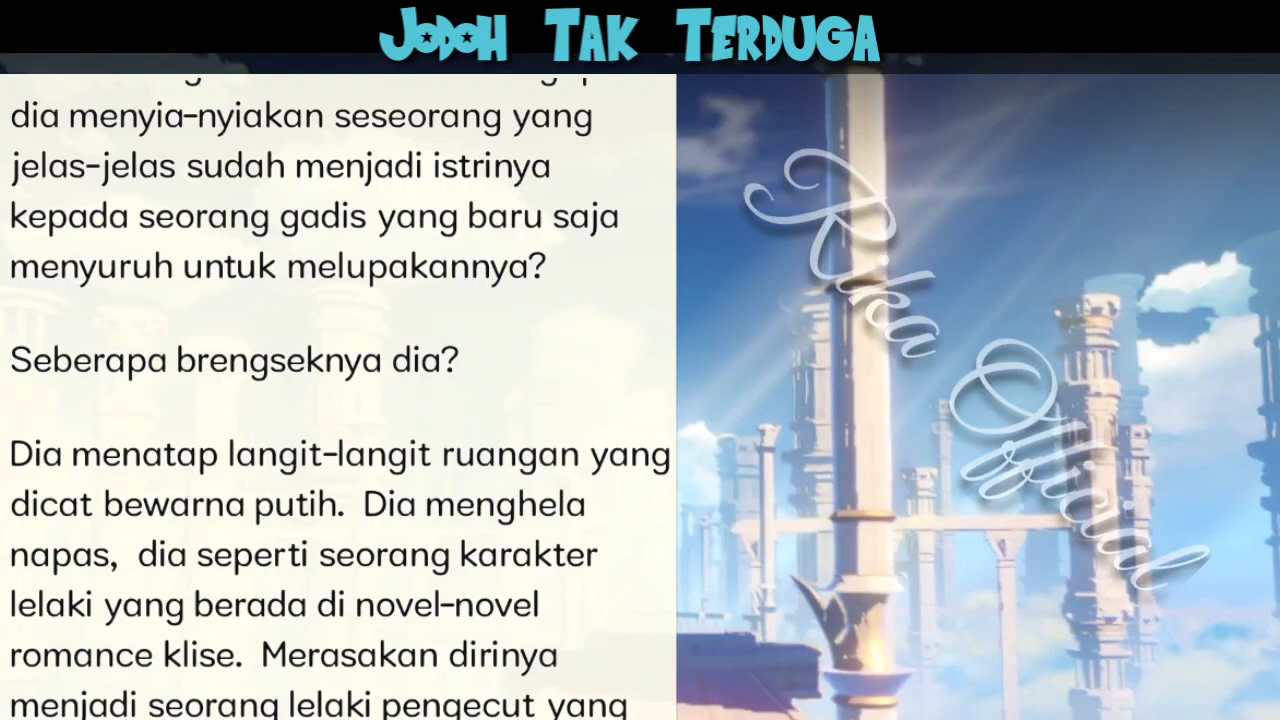 Jodoh Tak Terduga
dia menyia-nyiakan seseorang yang
jelas-jelas sudah menjadi istrinya
kepada seorang gadis yang baru saja
menyuruh untuk melupakannya?
Seberapa brengseknya dia?
Dia menatap langit-langit ruangan yang
dicat bewarna putih. Dia menghela
napas, dia seperti seorang karakter
lelaki yang berada di novel-novel
romance klise. Merasakan dirinya
menjadi seorang lelaki pengecut yang
Rika Official